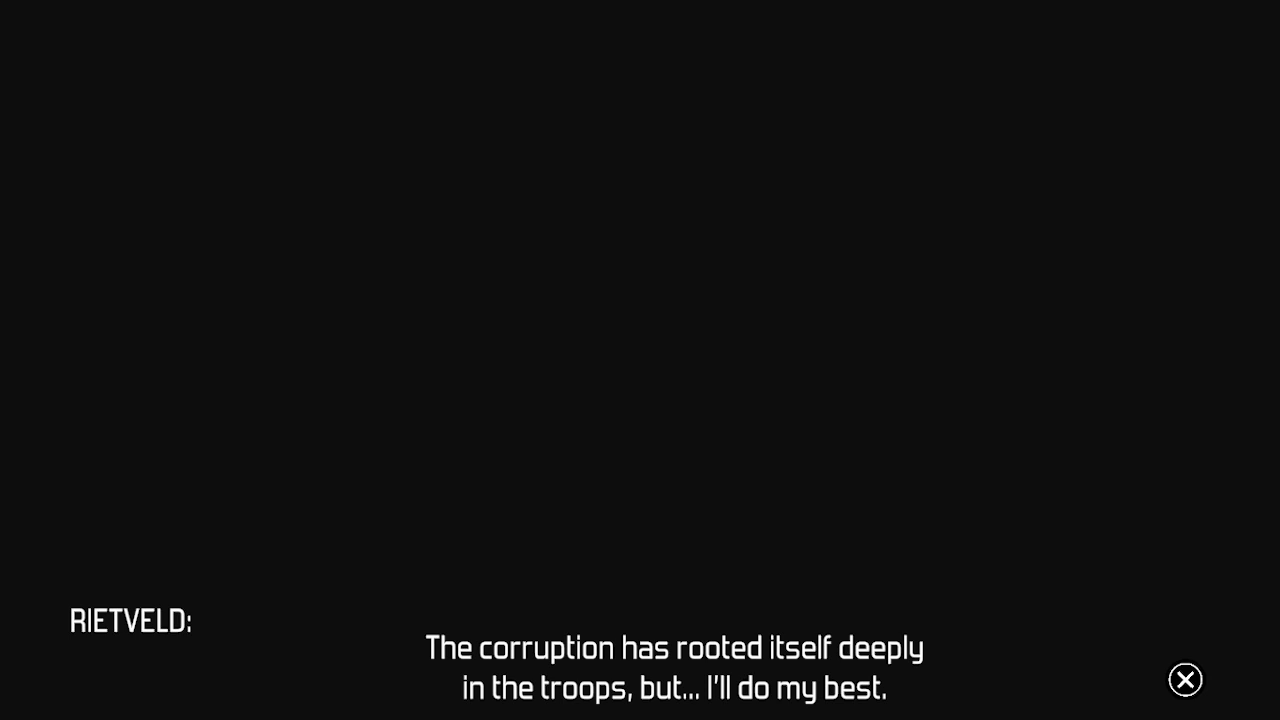 RIETVELD:
The corruption has rooted itself deeply
in the troops, but... I'll do my best.